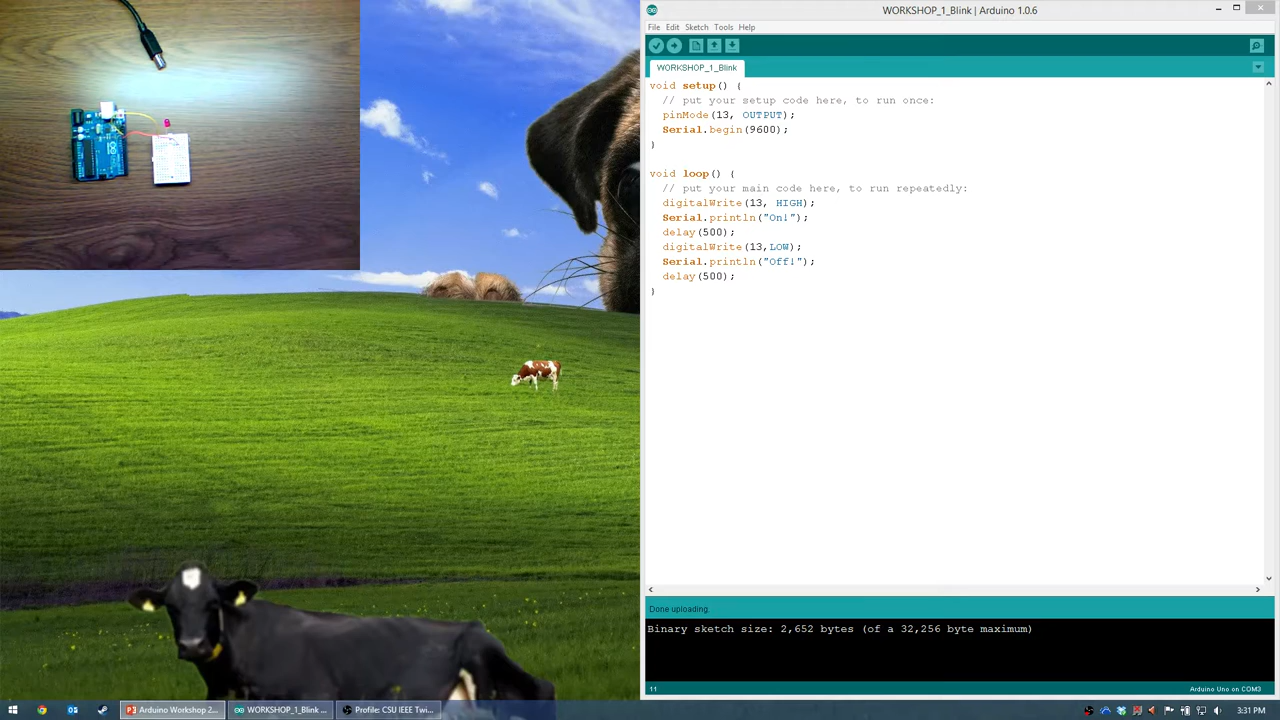 WORKSHOP_1_Blink | Arduino 1.0.6
File Edit Sketch Tools Help
WORKSHOP_1_Blink
void setup() {
// put your setup code here, to run once:
pinMode(13, OUTPUT);
Serial.begin(9600);
}
void loop() {
// put your main code here, to run repeatedly:
digitalWrite(13, HIGH);
Serial.println("On!");
delay(500);
digitalWrite(13,LOW);
Serial.println("Off!");
delay(500);
}
Done uploading.
Binary sketch size: 2,652 bytes (of a 32,256 byte maximum)
11 Arduino Uno on COM3
Arduino Workshop 2... WORKSHOP_1_Blink ... Profile: CSU IEEE Twi... 3:31 PM